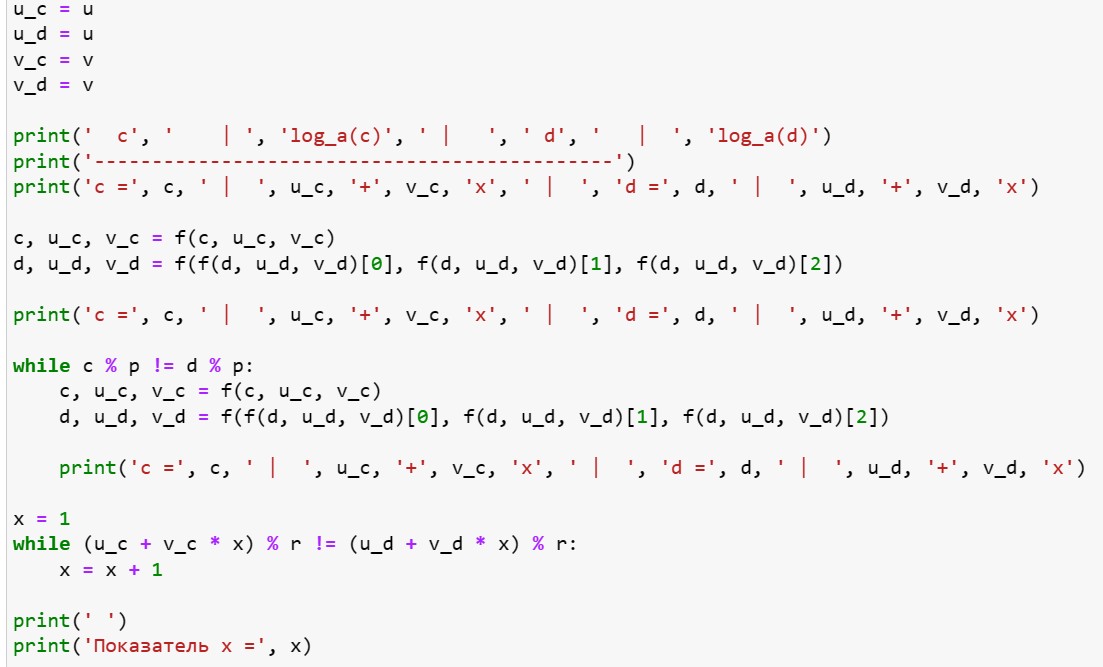 u_c = u
u_d = u
v_c = v
v_d = v
print('  c', '    | ', 'log_a(c)', ' |   ', ' d', '   |  ', 'log_a(d)')
print('---------------------------------------------')
print('c =', c, ' |  ', u_c, '+', v_c, 'x', ' |  ', 'd =', d, ' |  ', u_d, '+', v_d, 'x')
c, u_c, v_c = f(c, u_c, v_c)
d, u_d, v_d = f(f(d, u_d, v_d)[0], f(d, u_d, v_d)[1], f(d, u_d, v_d)[2])
print('c =', c, ' |  ', u_c, '+', v_c, 'x', ' |  ', 'd =', d, ' |  ', u_d, '+', v_d, 'x')
while c % p != d % p:
    c, u_c, v_c = f(c, u_c, v_c)
    d, u_d, v_d = f(f(d, u_d, v_d)[0], f(d, u_d, v_d)[1], f(d, u_d, v_d)[2])
    print('c =', c, ' |  ', u_c, '+', v_c, 'x', ' |  ', 'd =', d, ' |  ', u_d, '+', v_d, 'x')
x = 1
while (u_c + v_c * x) % r != (u_d + v_d * x) % r:
    x = x + 1
print(' ')
print('Показатель x =', x)